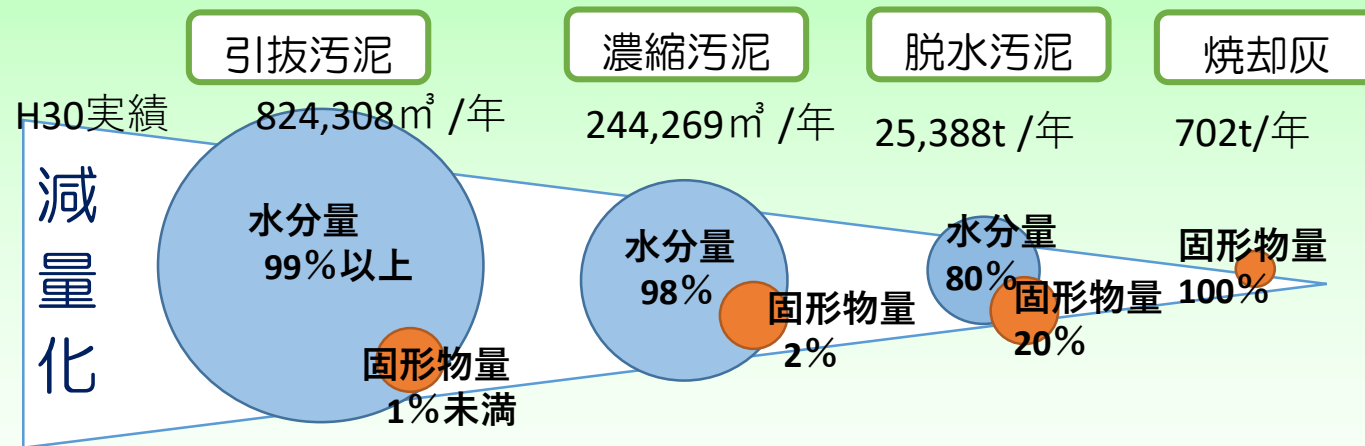 引抜汚泥
濃縮汚泥
脱水汚泥
焼却灰
H30実績
824,308㎥ /年
244,269㎥ /年
25,388t /年
702t/年
減量化
水分量
99%以上
固形物量
1%未満
水分量
98%
固形物量
2%
水分量
80%
固形物量
20%
固形物量
100%